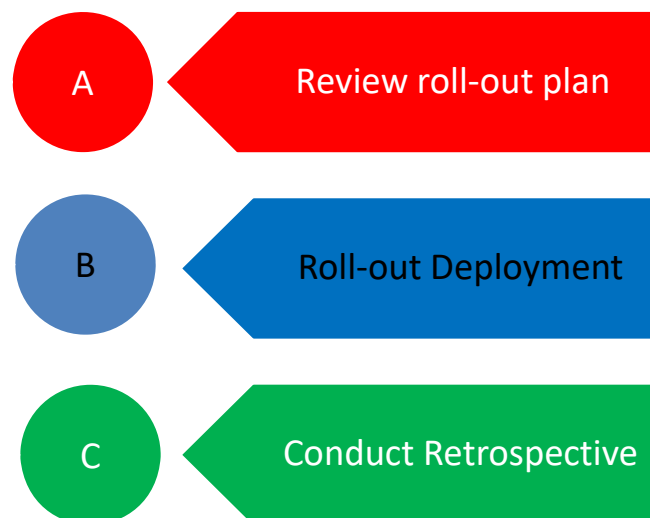 A
Review roll-out plan
B
Roll-out Deployment
C
Conduct Retrospective